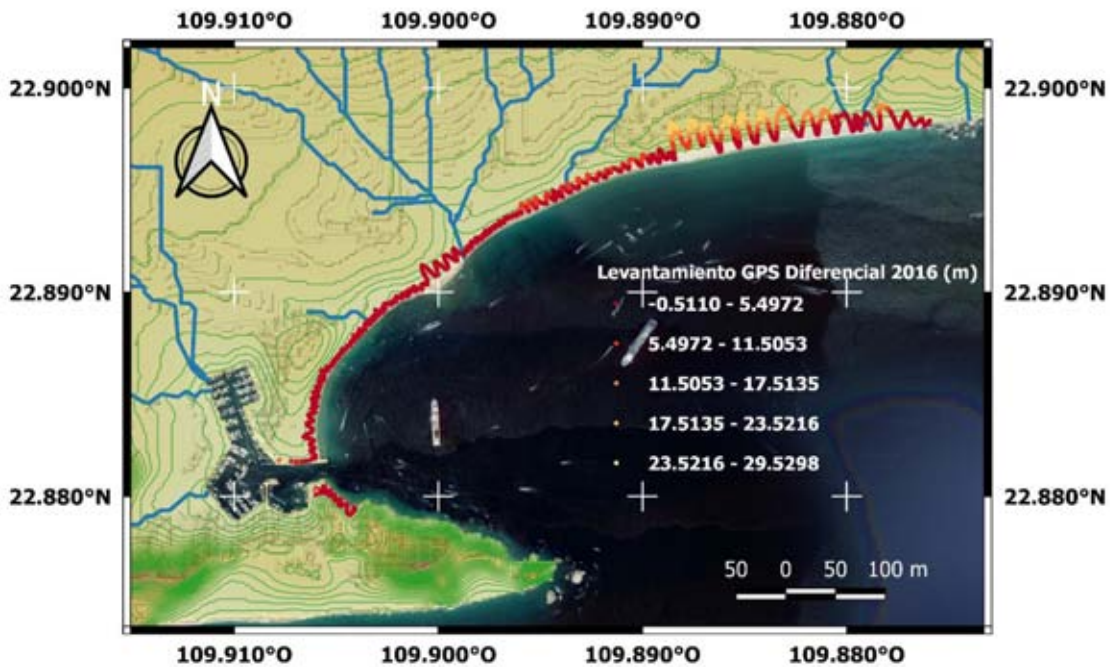 109.910°O 109.900°O 109.890°O 109.880°O
22.900°N 22.900°N
N
Levantamiento GPS Diferencial 2016 (m)
22.890°N 22.890°N
-0.5110 - 5.4972
5.4972 - 11.5053
11.5053 - 17.5135
17.5135 - 23.5216
23.5216 - 29.5298
22.880°N 22.880°N
50 0 50 100 m
109.910°O 109.900°O 109.890°O 109.880°O